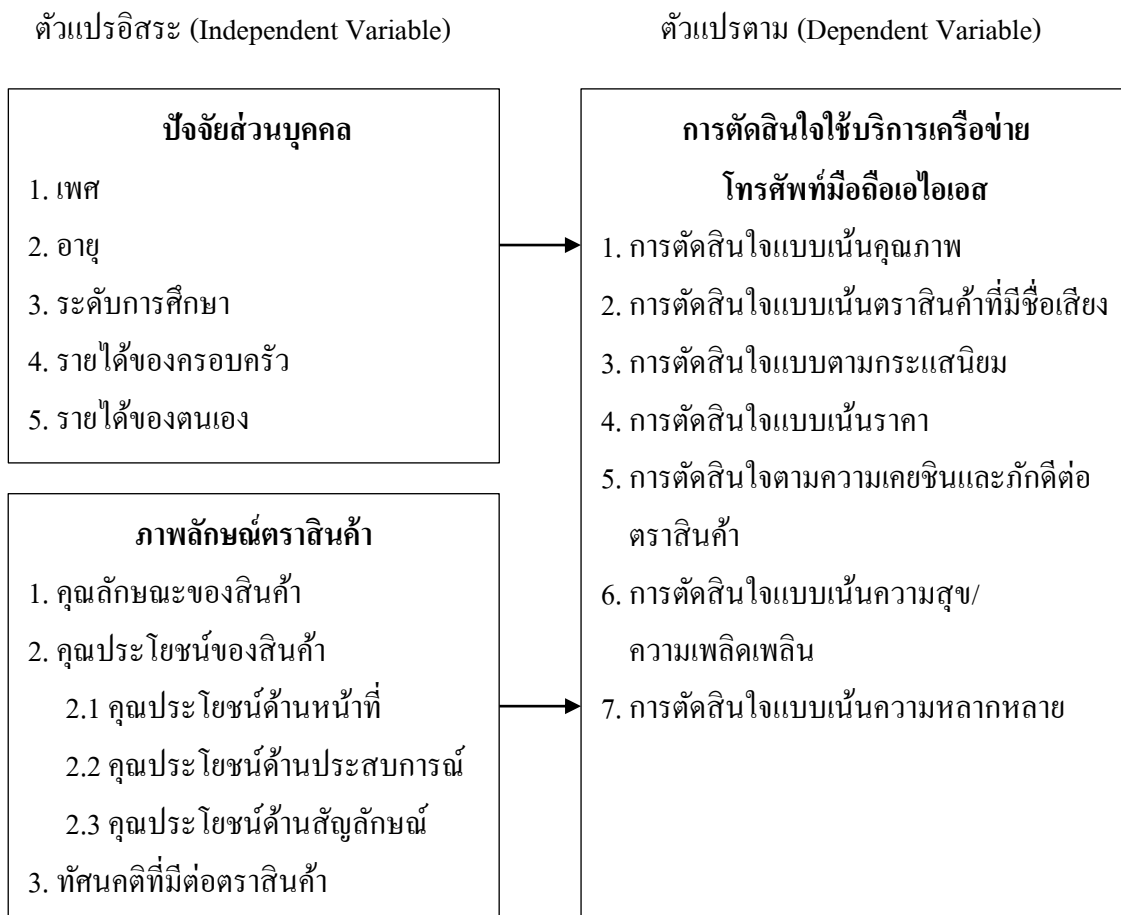 ตัวแปรอิสระ (Independent Variable)
ปัจจัยส่วนบุคคล
1. เพศ
2. อายุ
3. ระดับการศึกษา
4. รายได้ของครอบครัว
5. รายได้ของตนเอง
ภาพลักษณ์ตราสินค้า
1. คุณลักษณะของสินค้า
2. คุณประโยชน์ของสินค้า
2.1 คุณประโยชน์ด้านหน้าที่
2.2 คุณประโยชน์ด้านประสบการณ์
2.3 คุณประโยชน์ด้านสัญลักษณ์
3. ทัศนคติที่มีต่อตราสินค้า
ตัวแปรตาม (Dependent Variable)
การตัดสินใจใช้บริการเครือข่าย
โทรศัพท์มือถือเอไอเอส
1. การตัดสินใจแบบเน้นคุณภาพ
2. การตัดสินใจแบบเน้นตราสินค้าที่มีชื่อเสียง
3. การตัดสินใจแบบตามกระแสนิยม
4. การตัดสินใจแบบเน้นราคา
5. การตัดสินใจตามความเคยชินและภักดีต่อ
ตราสินค้า
6. การตัดสินใจแบบเน้นความสุข/
ความเพลิดเพลิน
7. การตัดสินใจแบบเน้นความหลากหลาย